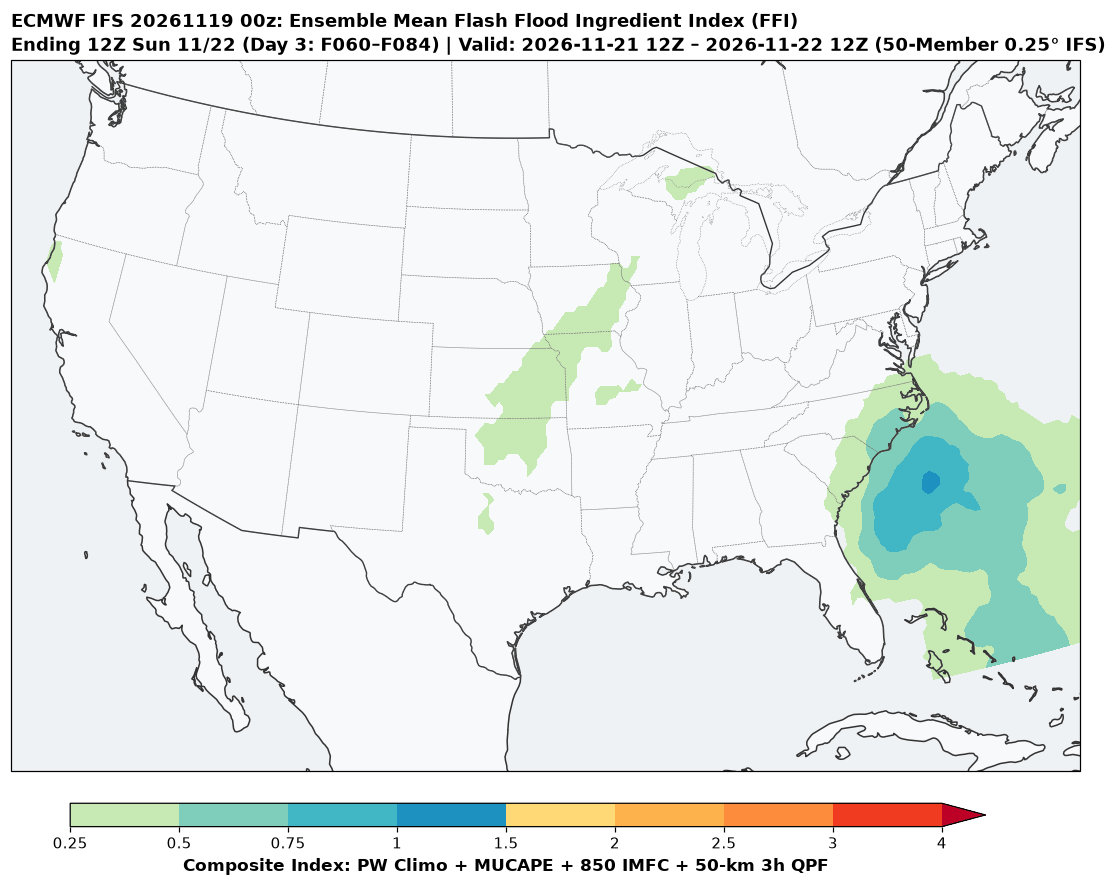 ECMWF IFS 20261119 00z: Ensemble Mean Flash Flood Ingredient Index (FFI)
Ending 12Z Sun 11/22 (Day 3: F060–F084) | Valid: 2026-11-21 12Z – 2026-11-22 12Z (50-Member 0.25° IFS)
0.25 0.5 0.75 1 1.5 2 2.5 3 4
Composite Index: PW Climo + MUCAPE + 850 IMFC + 50-km 3h QPF